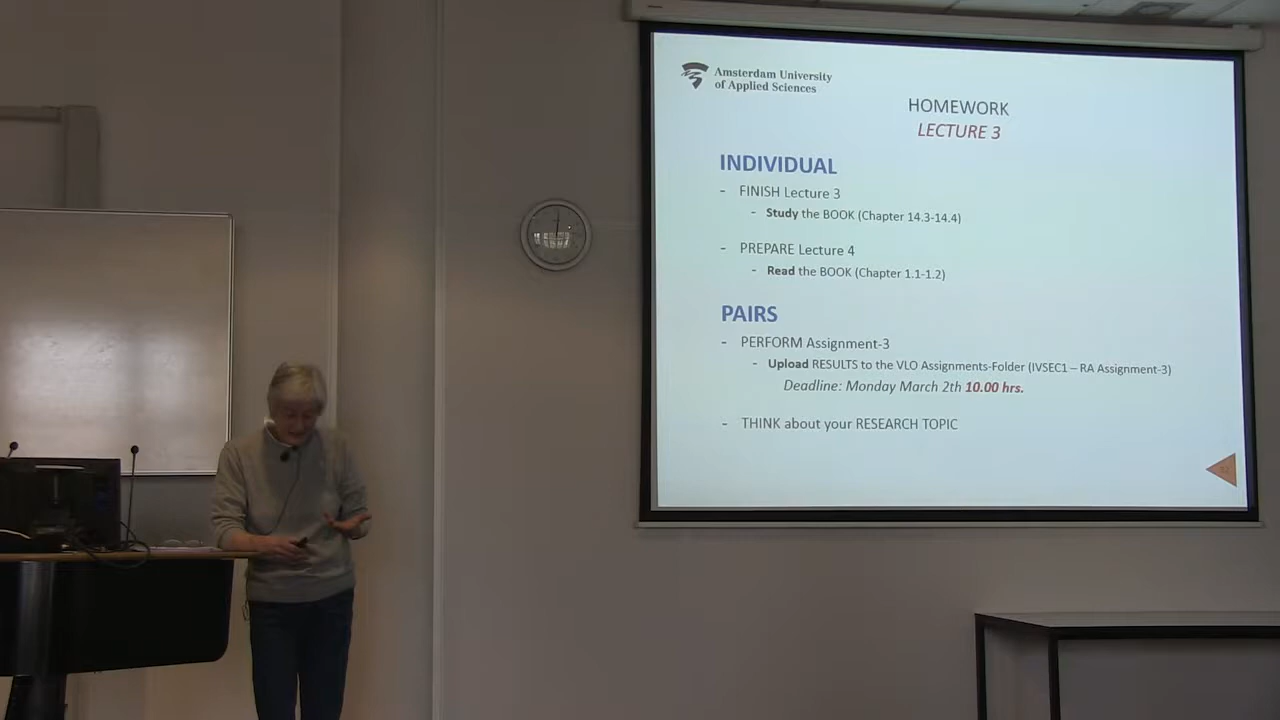 Amsterdam University
of Applied Sciences
HOMEWORK
LECTURE 3
INDIVIDUAL
- FINISH Lecture 3
- Study the BOOK (Chapter 14.3-14.4)
- PREPARE Lecture 4
- Read the BOOK (Chapter 1.1-1.2)
PAIRS
- PERFORM Assignment-3
- Upload RESULTS to the VLO Assignments-Folder (IVSEC1 – RA Assignment-3)
Deadline: Monday March 2th 10.00 hrs.
- THINK about your RESEARCH TOPIC